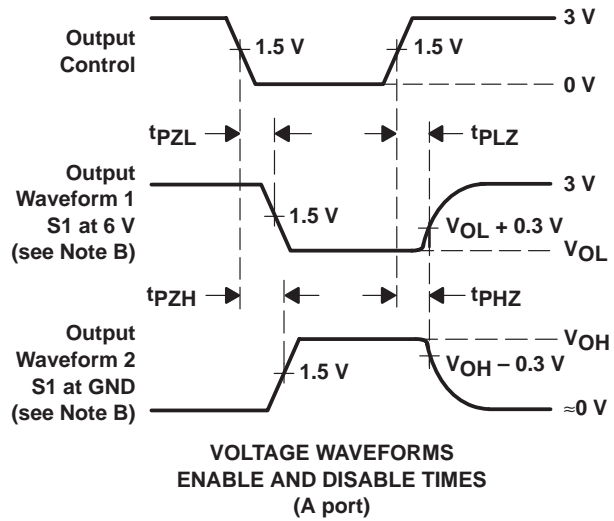 Output
Control
1.5 V
1.5 V
3 V
0 V
tPZL
tPLZ
Output
Waveform 1
S1 at 6 V
(see Note B)
1.5 V
VOL + 0.3 V
3 V
VOL
tPZH
tPHZ
Output
Waveform 2
S1 at GND
(see Note B)
1.5 V
VOH
VOH – 0.3 V
≈0 V
VOLTAGE WAVEFORMS
ENABLE AND DISABLE TIMES
(A port)